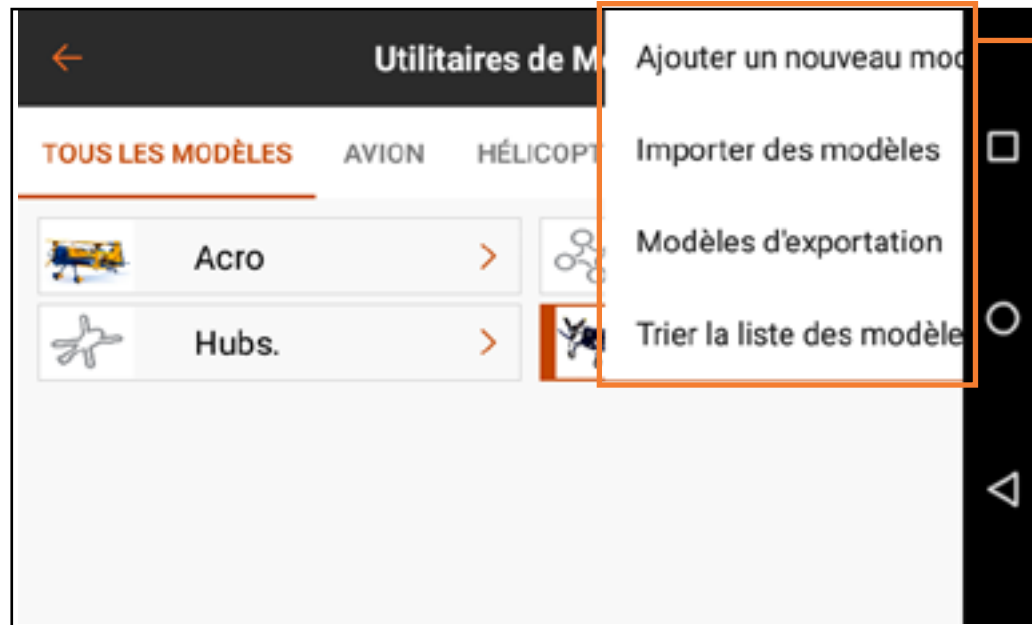 Utilitaires de M
Ajouter un nouveau mod
TOUS LES MODÈLES
AVION
HÉLICOPT
Importer des modèles
Modèles d'exportation
Trier la liste des modèle
Acro
Hubs.